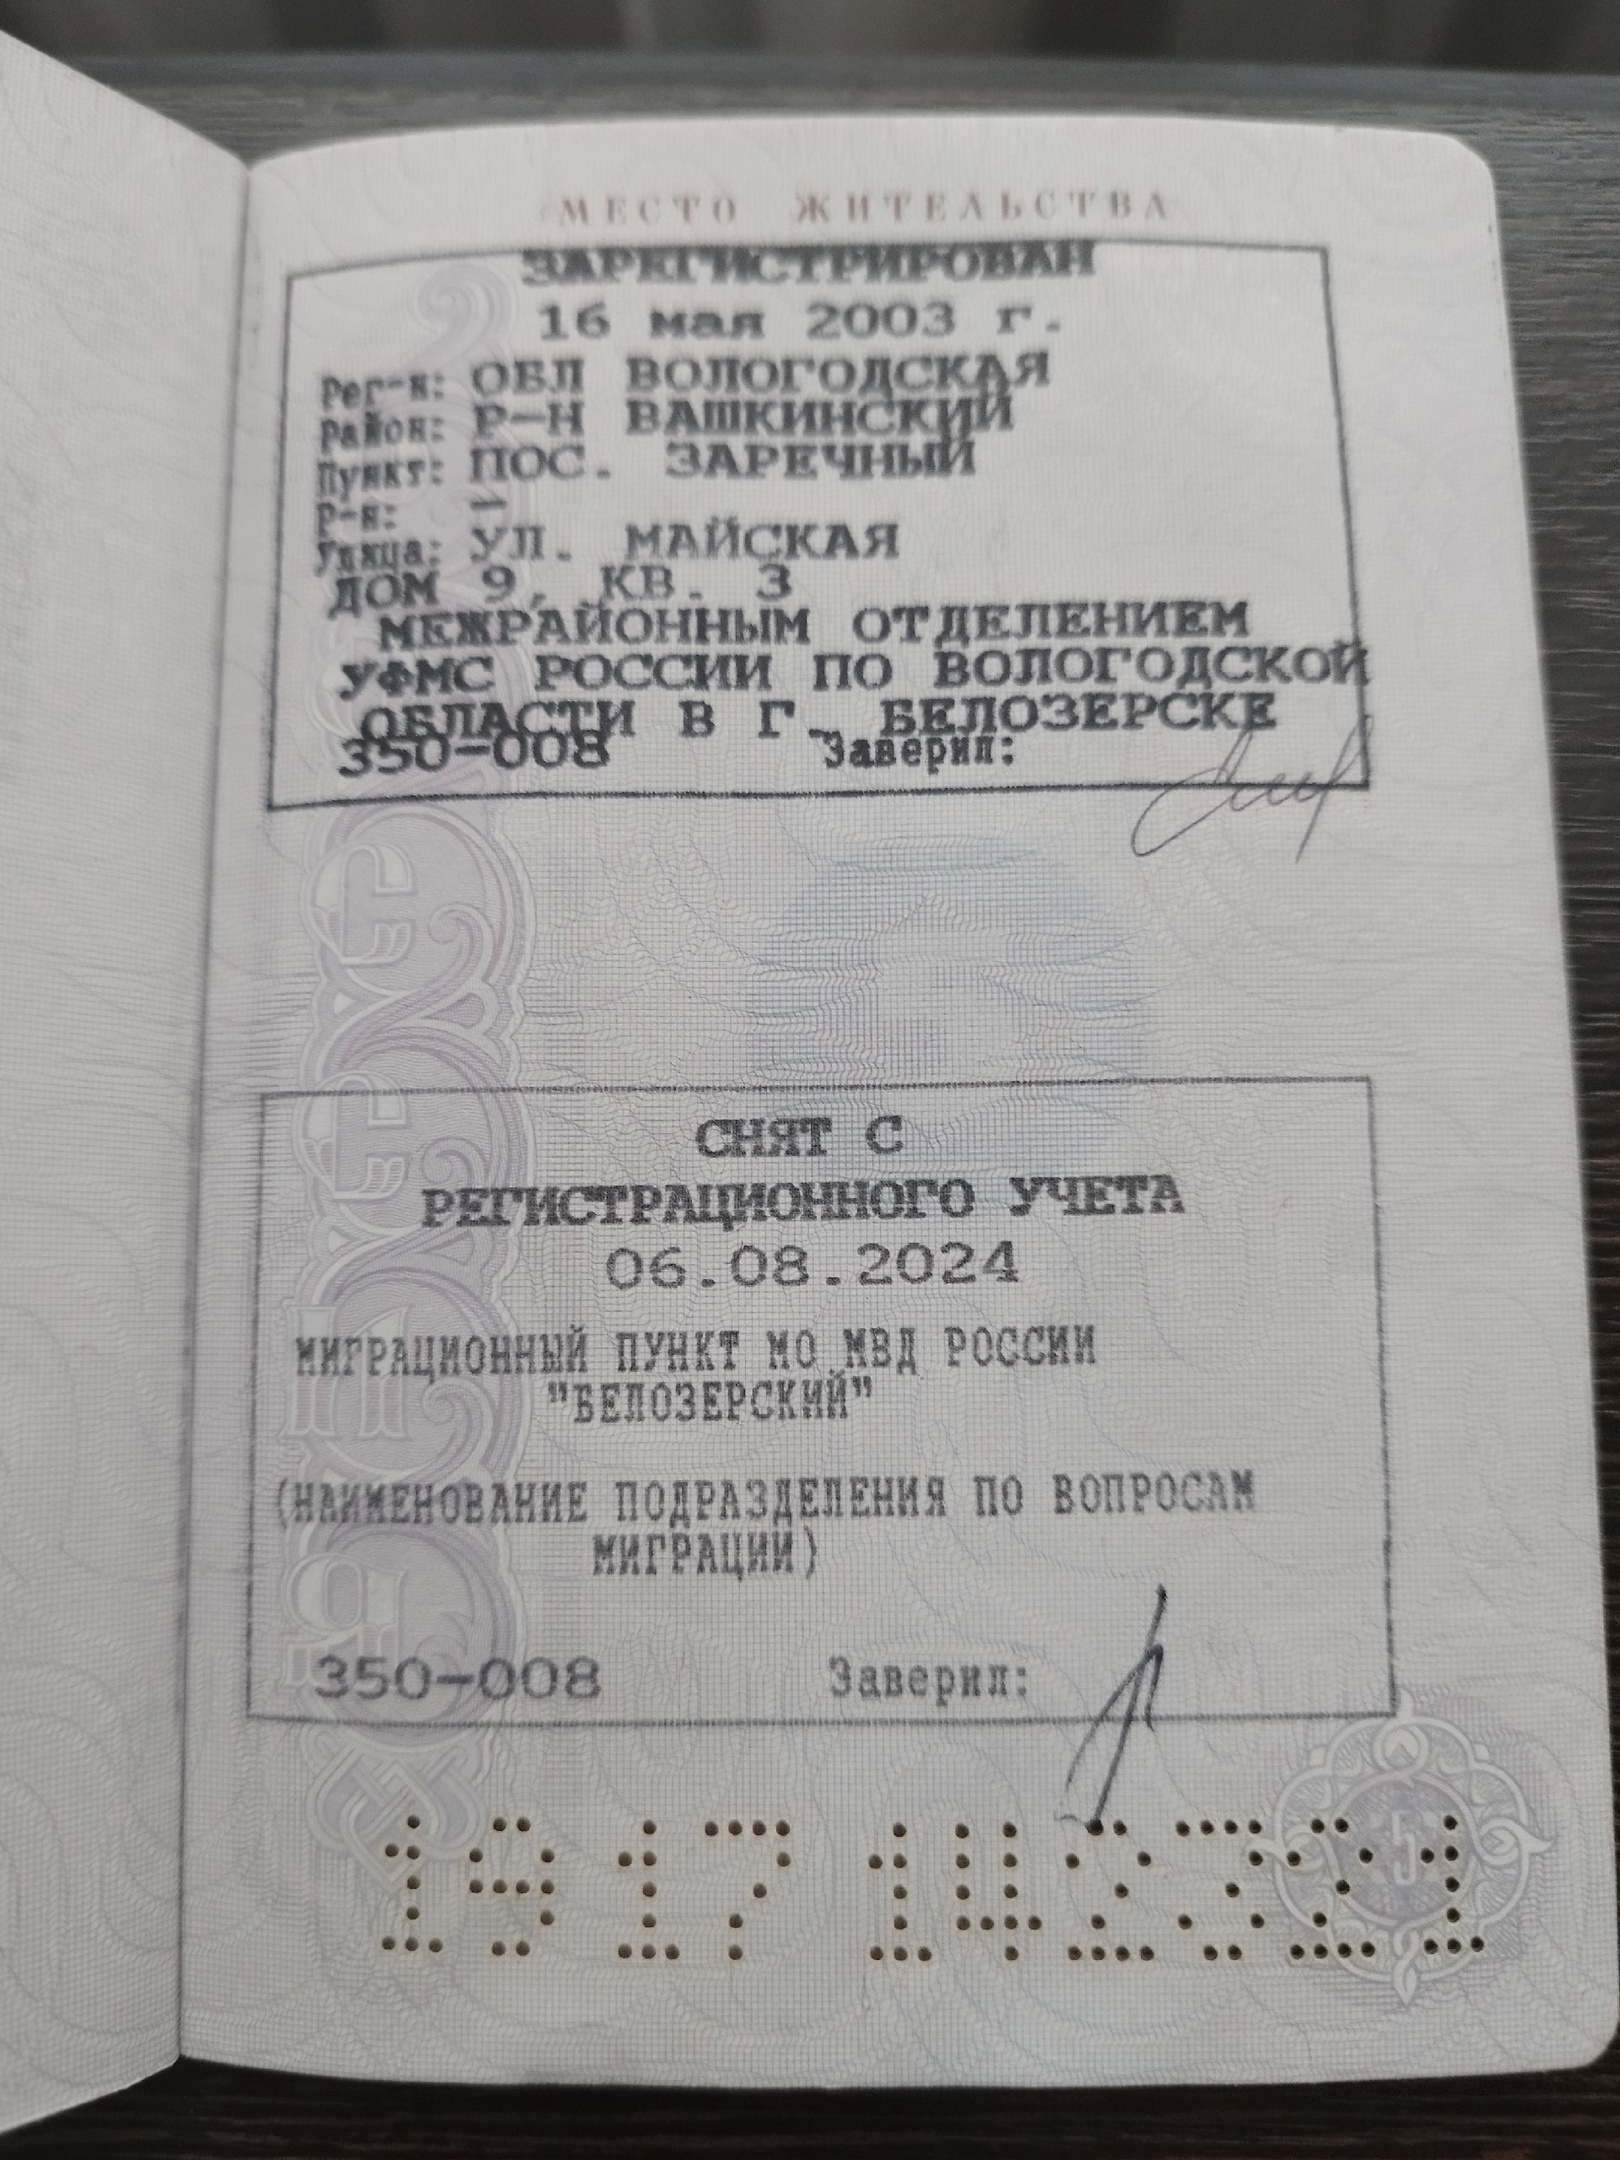 МЕСТО ЖИТЕЛЬСТВА
ЗАРЕГИСТРИРОВАН
16 мая 2003 г.
Рег-н: ОБЛ ВОЛОГОДСКАЯ
Район: Р-Н ВАШКИНСКИЙ
Пункт: ПОС. ЗАРЕЧНЫЙ
Р-н: –
Улица: УЛ. МАЙСКАЯ
ДОМ 9, КВ. 3
МЕЖРАЙОННЫМ ОТДЕЛЕНИЕМ
УФМС РОССИИ ПО ВОЛОГОДСКОЙ
ОБЛАСТИ В Г. БЕЛОЗЕРСКЕ
350-008 Заверил:
СНЯТ С
РЕГИСТРАЦИОННОГО УЧЕТА
06.08.2024
МИГРАЦИОННЫЙ ПУНКТ МО МВД РОССИИ
"БЕЛОЗЕРСКИЙ"
(НАИМЕНОВАНИЕ ПОДРАЗДЕЛЕНИЯ ПО ВОПРОСАМ
МИГРАЦИИ)
350-008 Заверил:
5
19 17 142321